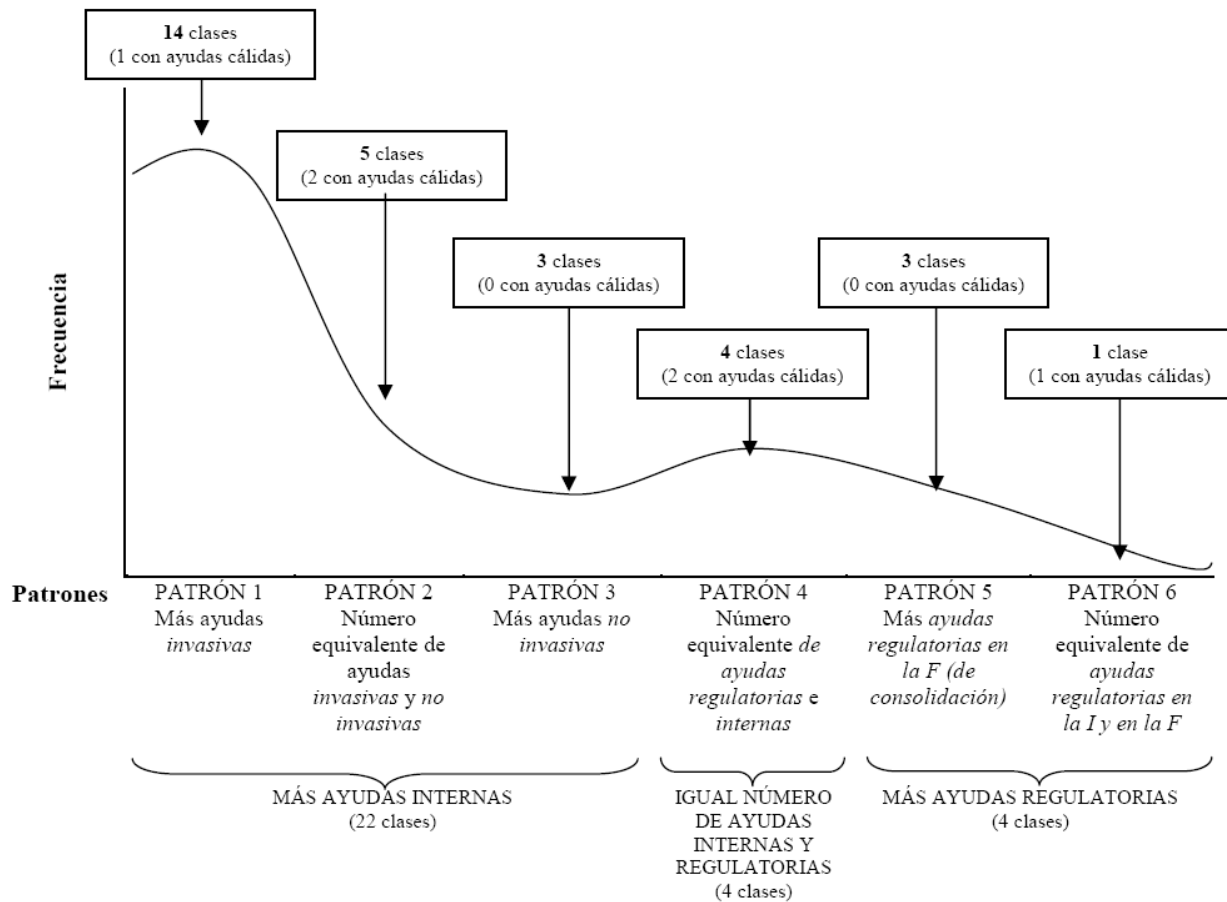 14 clases
(1 con ayudas cálidas)
5 clases
(2 con ayudas cálidas)
3 clases
(0 con ayudas cálidas)
3 clases
(0 con ayudas cálidas)
4 clases
(2 con ayudas cálidas)
1 clase
(1 con ayudas cálidas)
Frecuencia
Patrones
PATRÓN 1
Más ayudas
invasivas
PATRÓN 2
Número
equivalente de
ayudas
invasivas y no
invasivas
PATRÓN 3
Más ayudas no
invasivas
PATRÓN 4
Número
equivalente de
ayudas
regulatorias e
internas
PATRÓN 5
Más ayudas
regulatorias en
la F (de
consolidación)
PATRÓN 6
Número
equivalente de
ayudas
regulatorias en
la I y en la F
MÁS AYUDAS INTERNAS
(22 clases)
IGUAL NÚMERO
DE AYUDAS
INTERNAS Y
REGULATORIAS
(4 clases)
MÁS AYUDAS REGULATORIAS
(4 clases)